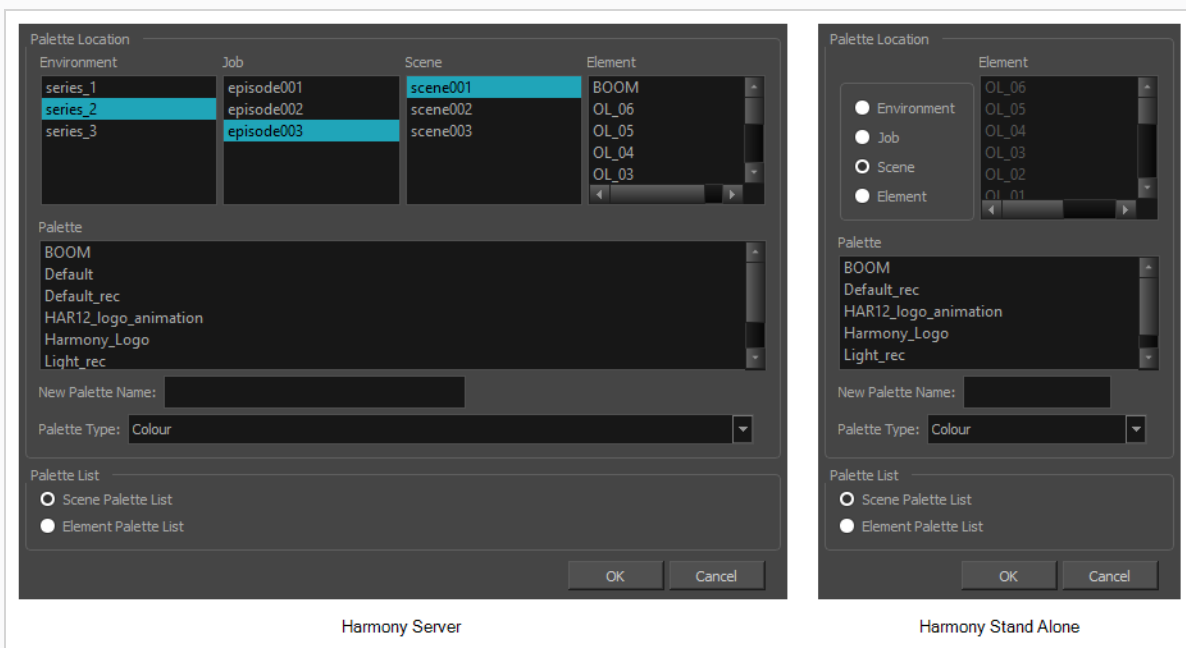 Palette Location
Environment Job Scene Element
series_1 episode001 scene001 BOOM
series_2 episode002 scene002 OL_06
series_3 episode003 scene003 OL_05
OL_04
OL_03
Palette
BOOM
Default
Default_rec
HAR12_logo_animation
Harmony_Logo
Light_rec
New Palette Name:
Palette Type: Colour
Palette List
Scene Palette List
Element Palette List
OK Cancel
Harmony Server
Palette Location
Element
Environment
Job
Scene
Element
OL_06
OL_05
OL_04
OL_03
OL_02
OL_01
Palette
BOOM
Default_rec
HAR12_logo_animation
Harmony_Logo
Light_rec
New Palette Name:
Palette Type: Colour
Palette List
Scene Palette List
Element Palette List
OK Cancel
Harmony Stand Alone